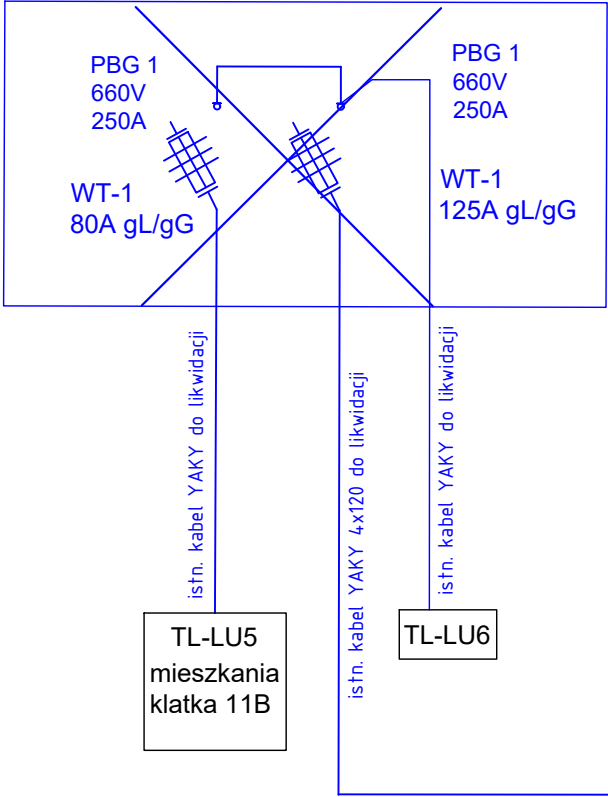 PBG 1
660V
250A
PBG 1
660V
250A
WT-1
80A gL/gG
WT-1
125A gL/gG
istn. kabel YAKY do likwidacji
istn. kabel YAKY 4x120 do likwidacji
istn. kabel YAKY do likwidacji
TL-LU5
mieszkania
klatka 11B
TL-LU6